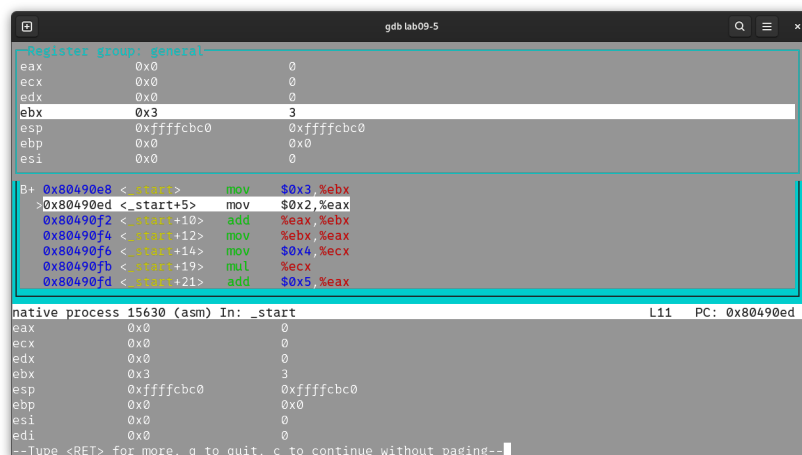 gdb lab09-5
Register group: general
eax 0x0 0
ecx 0x0 0
edx 0x0 0
ebx 0x3 3
esp 0xffffcbc0 0xffffcbc0
ebp 0x0 0x0
esi 0x0 0
B+ 0x80490e8 <_start> mov $0x3,%ebx
>0x80490ed <_start+5> mov $0x2,%eax
0x80490f2 <_start+10> add %eax,%ebx
0x80490f4 <_start+12> mov %ebx,%eax
0x80490f6 <_start+14> mov $0x4,%ecx
0x80490fb <_start+19> mul %ecx
0x80490fd <_start+21> add $0x5,%eax
native process 15630 (asm) In: _start L11 PC: 0x80490ed
eax 0x0 0
ecx 0x0 0
edx 0x0 0
ebx 0x3 3
esp 0xffffcbc0 0xffffcbc0
ebp 0x0 0x0
esi 0x0 0
edi 0x0 0
--Type <RET> for more, q to quit, c to continue without paging--